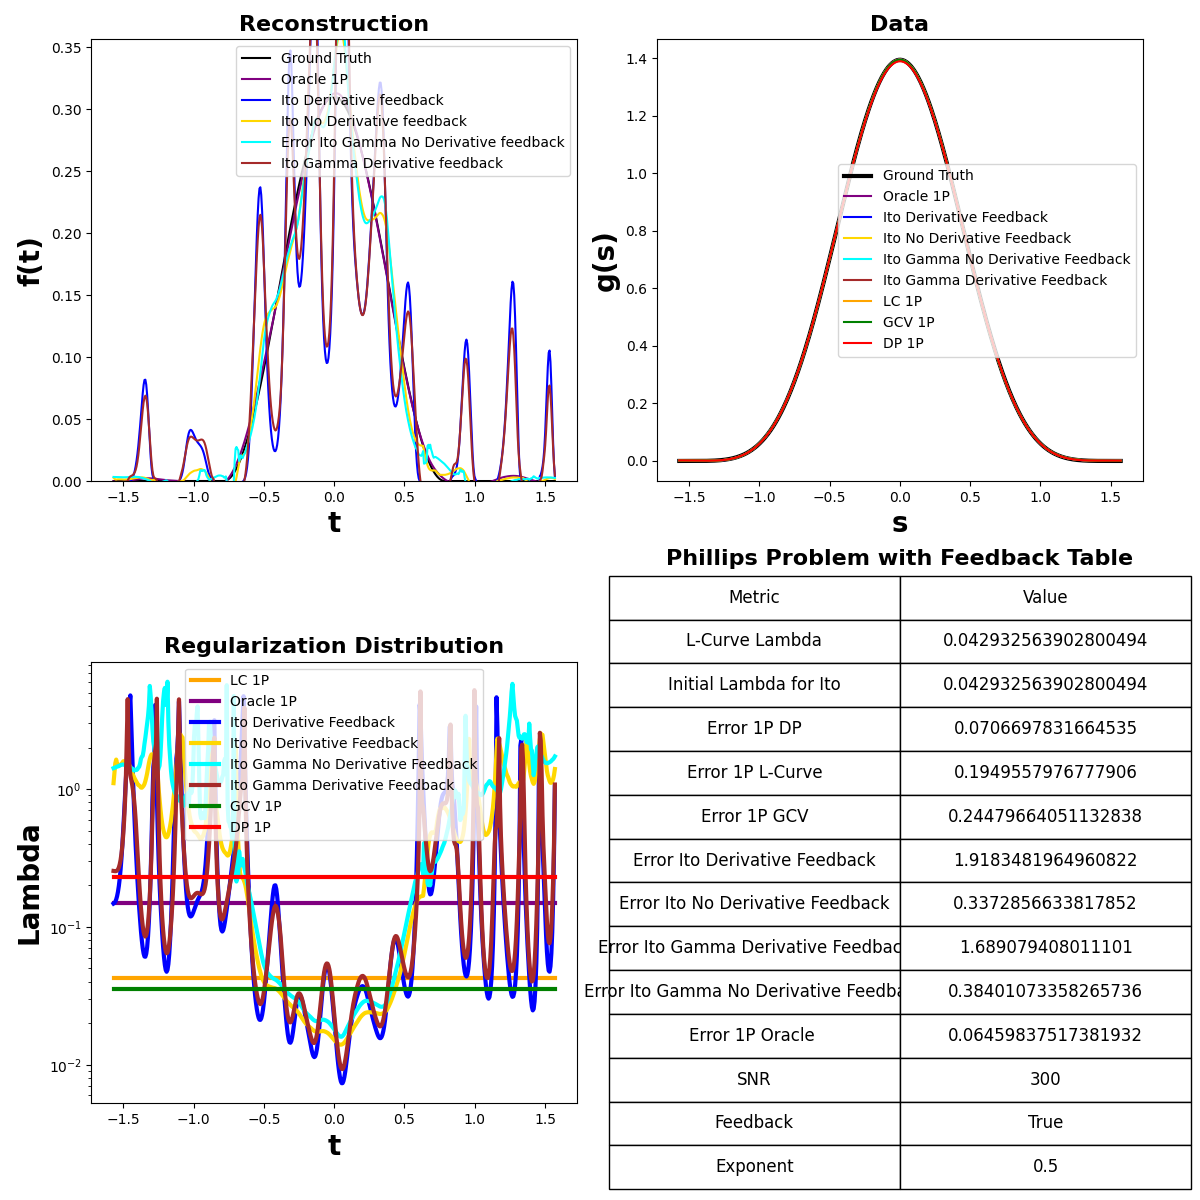 Reconstruction
0.35
0.30
0.25
0.20
0.15
0.10
0.05
0.00
f(t)
Ground Truth
Oracle 1P
Ito Derivative feedback
Ito No Derivative feedback
Error Ito Gamma No Derivative feedback
Ito Gamma Derivative feedback
−1.5 −1.0 −0.5 0.0 0.5 1.0 1.5
t
Data
1.4
1.2
1.0
0.8
0.6
0.4
0.2
0.0
g(s)
Ground Truth
Oracle 1P
Ito Derivative Feedback
Ito No Derivative Feedback
Ito Gamma No Derivative Feedback
Ito Gamma Derivative Feedback
LC 1P
GCV 1P
DP 1P
−1.5 −1.0 −0.5 0.0 0.5 1.0 1.5
s
Regularization Distribution
10⁰
10⁻¹
10⁻²
Lambda
LC 1P
Oracle 1P
Ito Derivative Feedback
Ito No Derivative Feedback
Ito Gamma No Derivative Feedback
Ito Gamma Derivative Feedback
GCV 1P
DP 1P
−1.5 −1.0 −0.5 0.0 0.5 1.0 1.5
t
Phillips Problem with Feedback Table
Metric Value
L-Curve Lambda 0.042932563902800494
Initial Lambda for Ito 0.042932563902800494
Error 1P DP 0.0706697831664535
Error 1P L-Curve 0.1949557976777906
Error 1P GCV 0.24479664051132838
Error Ito Derivative Feedback 1.9183481964960822
Error Ito No Derivative Feedback 0.3372856633817852
Error Ito Gamma Derivative Feedbac 1.689079408011101
Error Ito Gamma No Derivative Feedba 0.38401073358265736
Error 1P Oracle 0.06459837517381932
SNR 300
Feedback True
Exponent 0.5